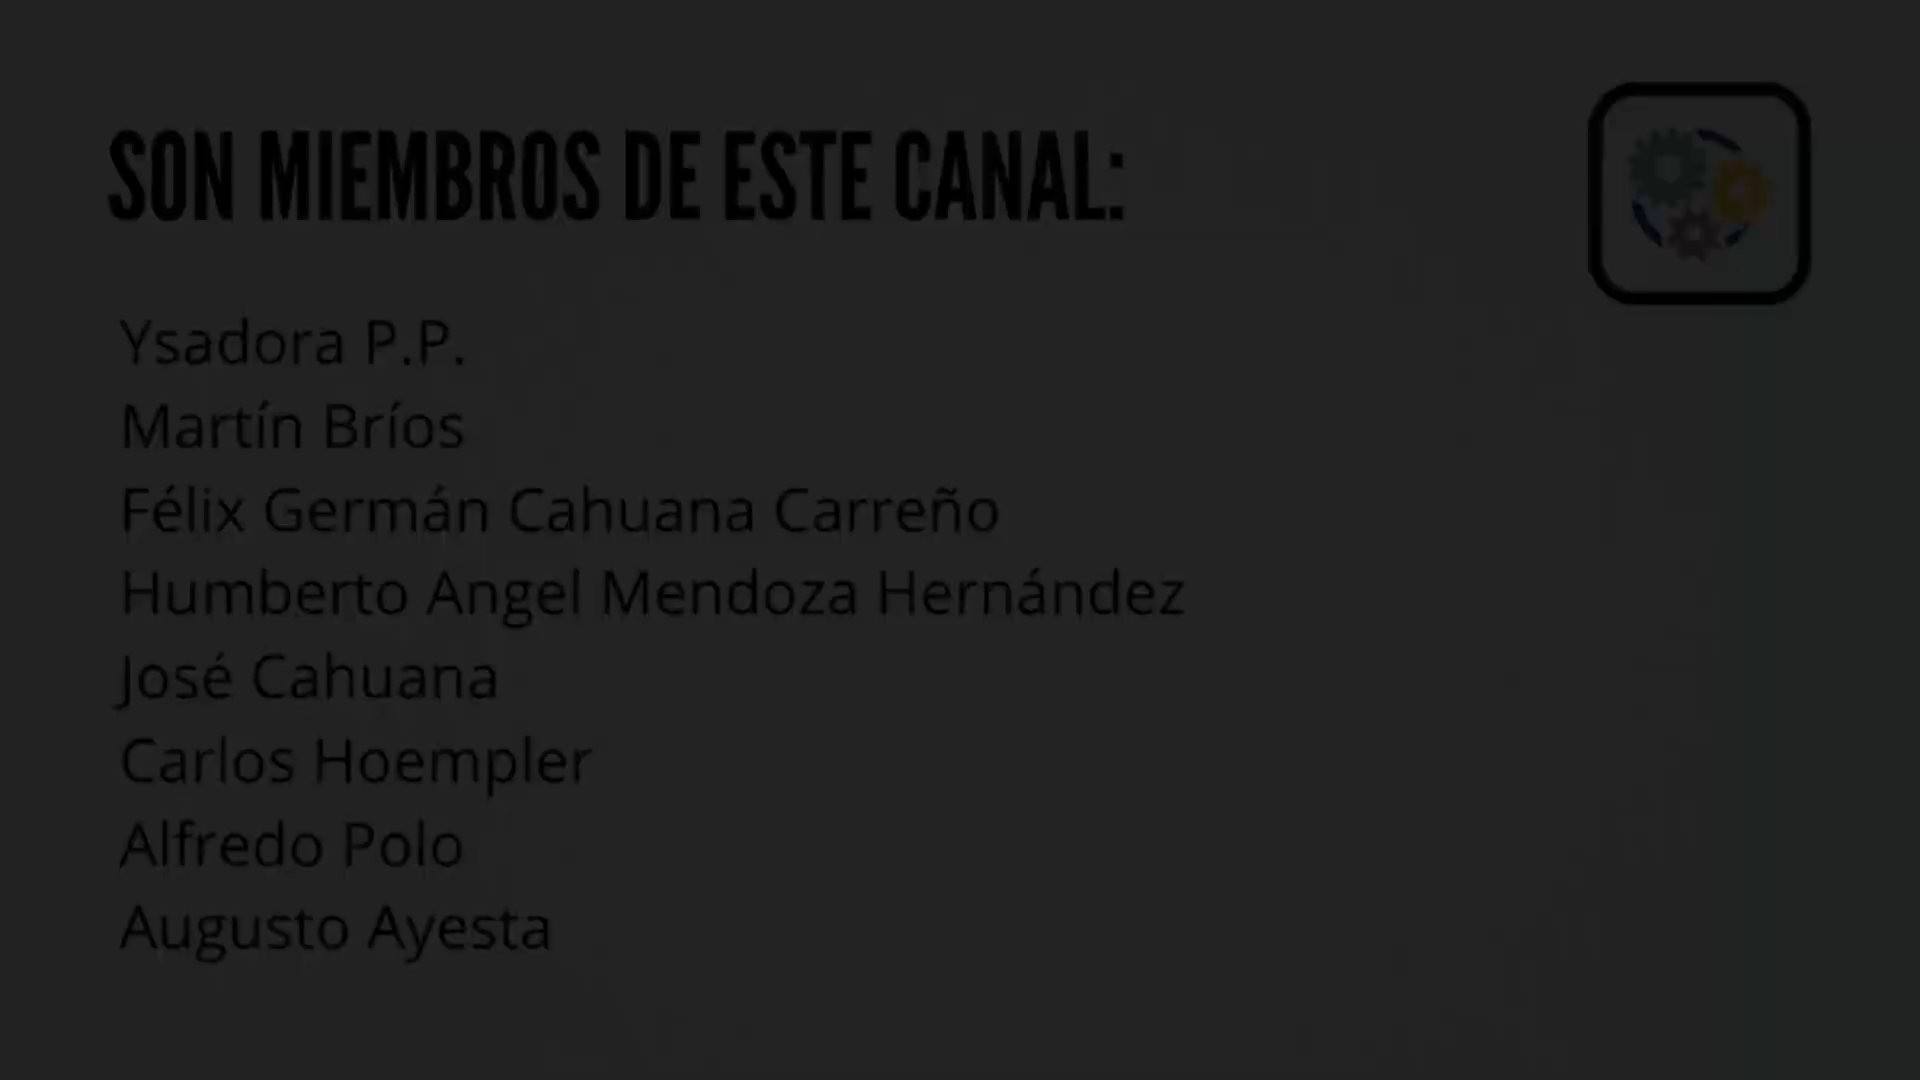 SON MIEMBROS DE ESTE CANAL:
Ysadora P.P.
Martín Bríos
Félix Germán Cahuana Carreño
Humberto Angel Mendoza Hernández
José Cahuana
Carlos Hoempler
Alfredo Polo
Augusto Ayesta